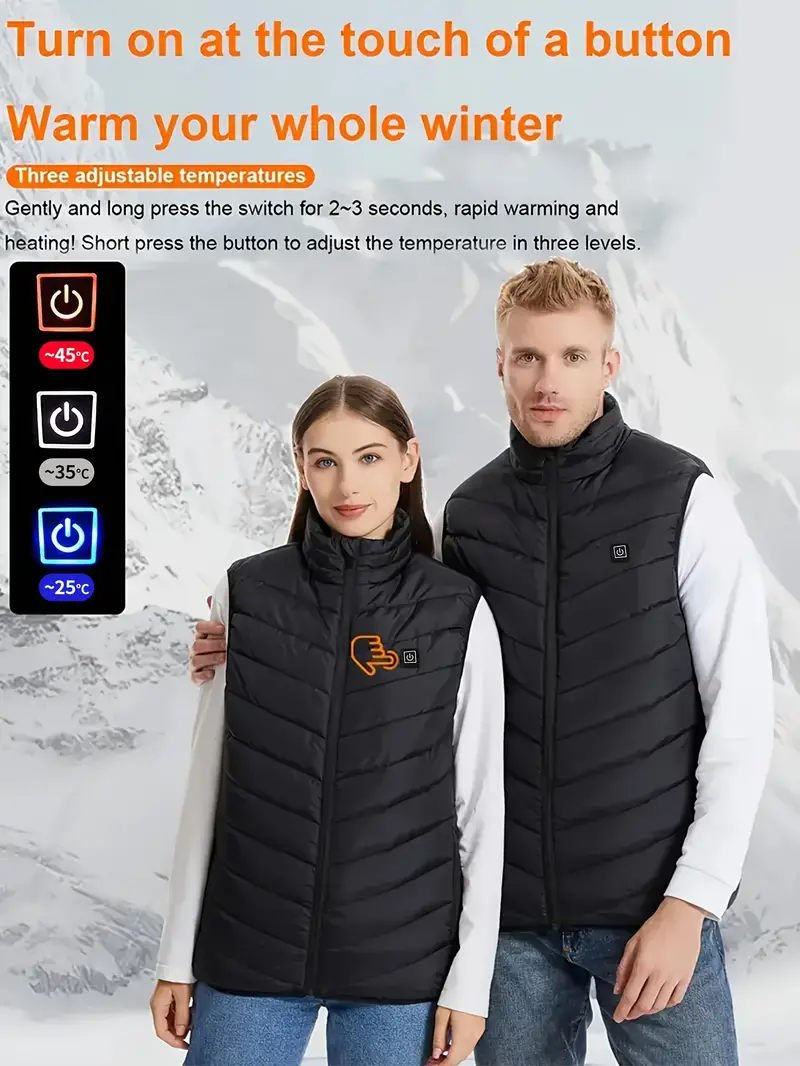 Turn on at the touch of a button
Warm your whole winter
Three adjustable temperatures
Gently and long press the switch for 2~3 seconds, rapid warming and
heating! Short press the button to adjust the temperature in three levels.
~45°C
~35°C
~25°C